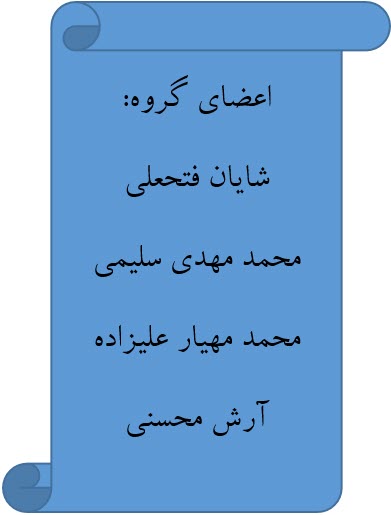 اعضای گروه:
شایان فتحعلی
محمد مهدی سلیمی
محمد مهیار علیزاده
آرش محسنی